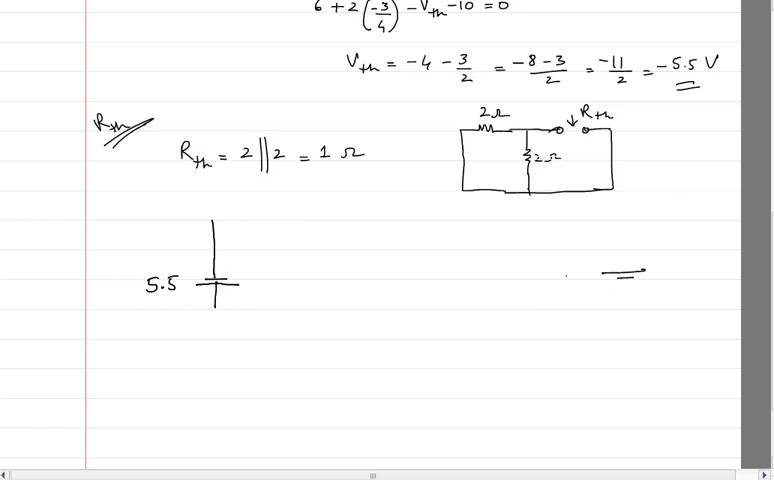 6 + 2(-3/4) - Vth - 10 = 0
Vth = -4 - 3/2 = -8-3/2 = -11/2 = -5.5 V
Rth
Rth = 2 || 2 = 1 Ω
2Ω
↓ Rth
2Ω
5.5